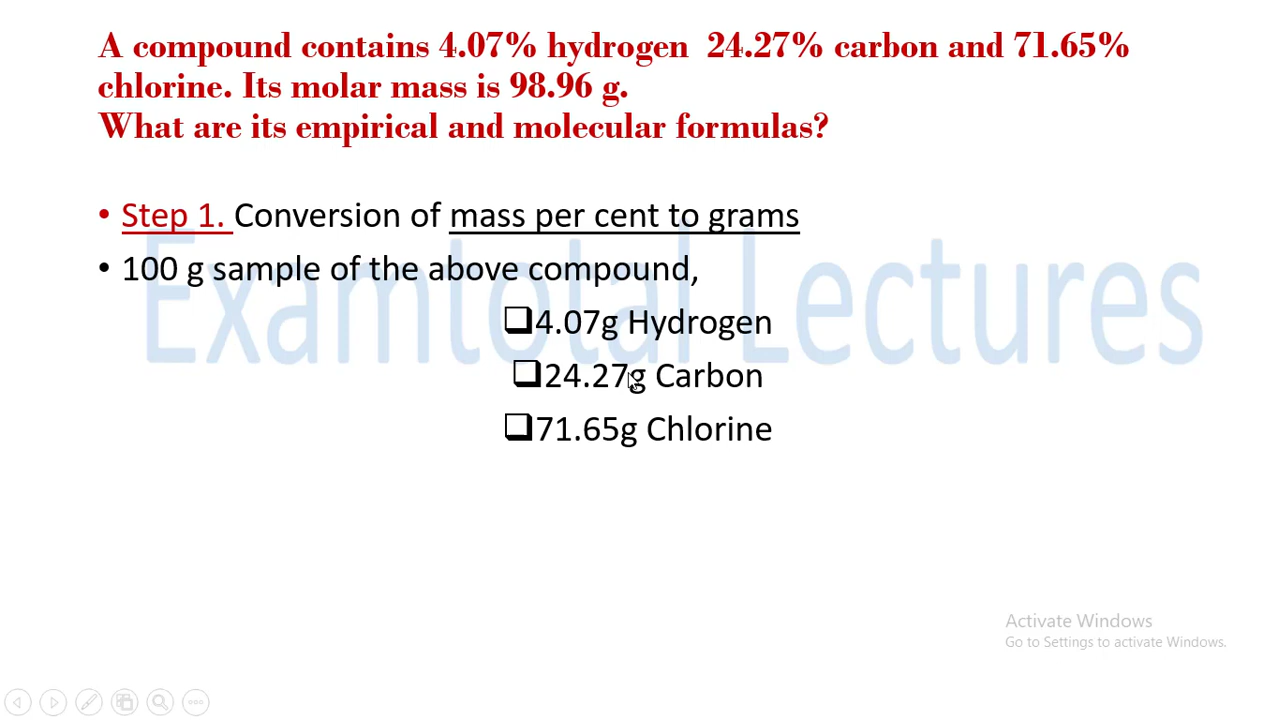 A compound contains 4.07% hydrogen 24.27% carbon and 71.65%
chlorine. Its molar mass is 98.96 g.
What are its empirical and molecular formulas?
• Step 1. Conversion of mass per cent to grams
• 100 g sample of the above compound,
Examtotal Lectures
❑4.07g Hydrogen
❑24.27g Carbon
❑71.65g Chlorine
Activate Windows
Go to Settings to activate Windows.